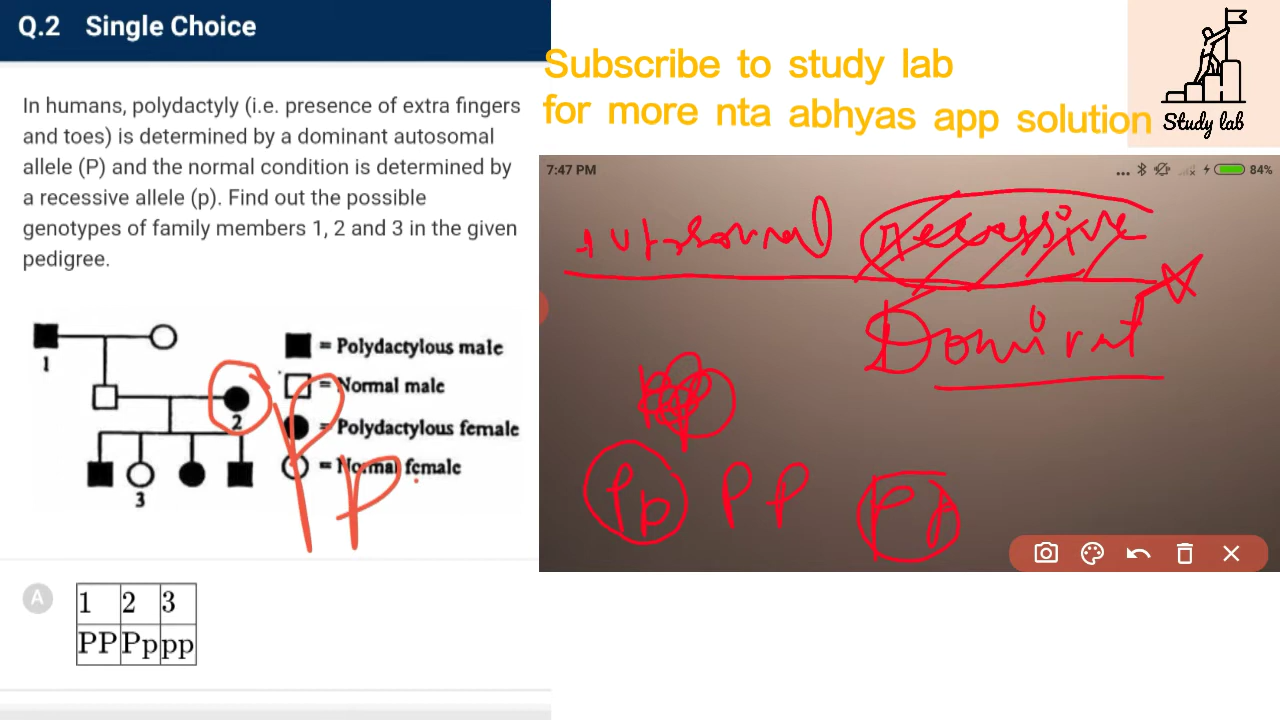 Q.2 Single Choice
Subscribe to study lab
for more nta abhyas app solution
Study lab
In humans, polydactyly (i.e. presence of extra fingers
and toes) is determined by a dominant autosomal
allele (P) and the normal condition is determined by
a recessive allele (p). Find out the possible
genotypes of family members 1, 2 and 3 in the given
pedigree.
7:47 PM
... 84%
Recessive
1
= Polydactylous male
= Normal male
2
= Polydactylous female
= Normal female
3
P P
Pp PP Pp
A
1 2 3
PP Pp pp